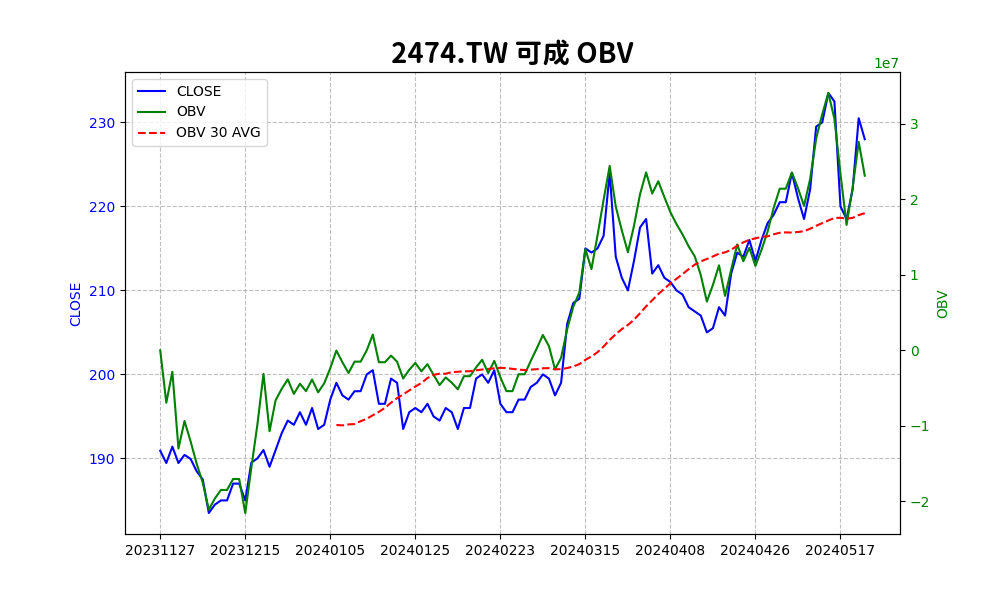 2474.TW 可成 OBV
1e7
CLOSE
OBV
OBV 30 AVG
230
220
210
200
190
CLOSE
3
2
1
0
−1
−2
OBV
20231127 20231215 20240105 20240125 20240223 20240315 20240408 20240426 20240517